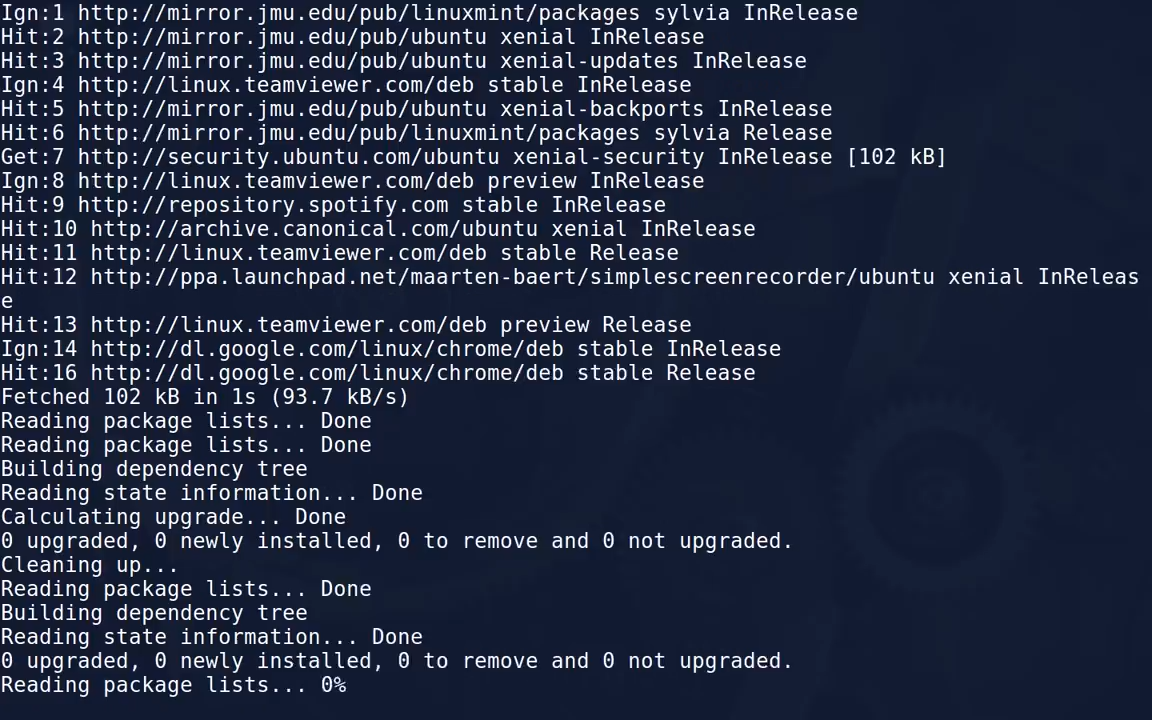 Ign:1 http://mirror.jmu.edu/pub/linuxmint/packages sylvia InRelease
Hit:2 http://mirror.jmu.edu/pub/ubuntu xenial InRelease
Hit:3 http://mirror.jmu.edu/pub/ubuntu xenial-updates InRelease
Ign:4 http://linux.teamviewer.com/deb stable InRelease
Hit:5 http://mirror.jmu.edu/pub/ubuntu xenial-backports InRelease
Hit:6 http://mirror.jmu.edu/pub/linuxmint/packages sylvia Release
Get:7 http://security.ubuntu.com/ubuntu xenial-security InRelease [102 kB]
Ign:8 http://linux.teamviewer.com/deb preview InRelease
Hit:9 http://repository.spotify.com stable InRelease
Hit:10 http://archive.canonical.com/ubuntu xenial InRelease
Hit:11 http://linux.teamviewer.com/deb stable Release
Hit:12 http://ppa.launchpad.net/maarten-baert/simplescreenrecorder/ubuntu xenial InReleas
e
Hit:13 http://linux.teamviewer.com/deb preview Release
Ign:14 http://dl.google.com/linux/chrome/deb stable InRelease
Hit:16 http://dl.google.com/linux/chrome/deb stable Release
Fetched 102 kB in 1s (93.7 kB/s)
Reading package lists... Done
Reading package lists... Done
Building dependency tree
Reading state information... Done
Calculating upgrade... Done
0 upgraded, 0 newly installed, 0 to remove and 0 not upgraded.
Cleaning up...
Reading package lists... Done
Building dependency tree
Reading state information... Done
0 upgraded, 0 newly installed, 0 to remove and 0 not upgraded.
Reading package lists... 0%